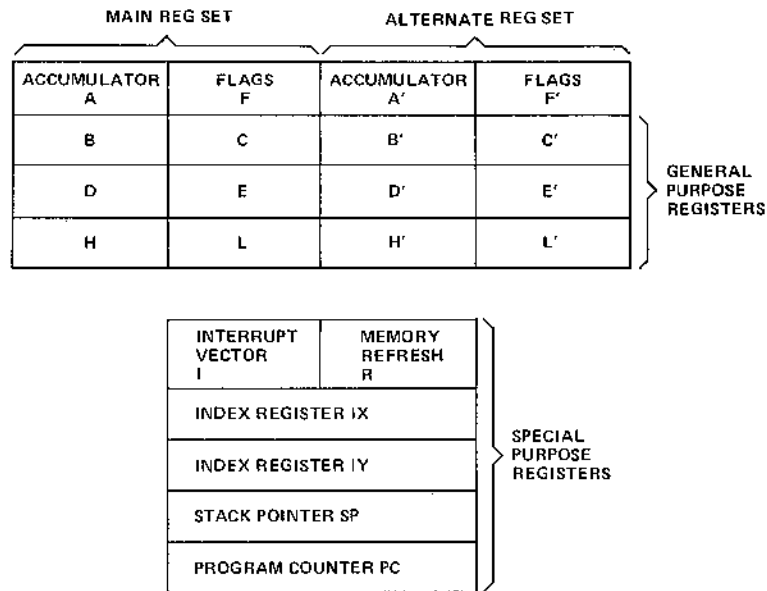 MAIN REG SET
ALTERNATE REG SET
ACCUMULATOR
A
FLAGS
F
ACCUMULATOR
A'
FLAGS
F'
B
C
B'
C'
D
E
D'
E'
H
L
H'
L'
GENERAL
PURPOSE
REGISTERS
INTERRUPT
VECTOR
I
MEMORY
REFRESH
R
INDEX REGISTER IX
INDEX REGISTER IY
STACK POINTER SP
PROGRAM COUNTER PC
SPECIAL
PURPOSE
REGISTERS